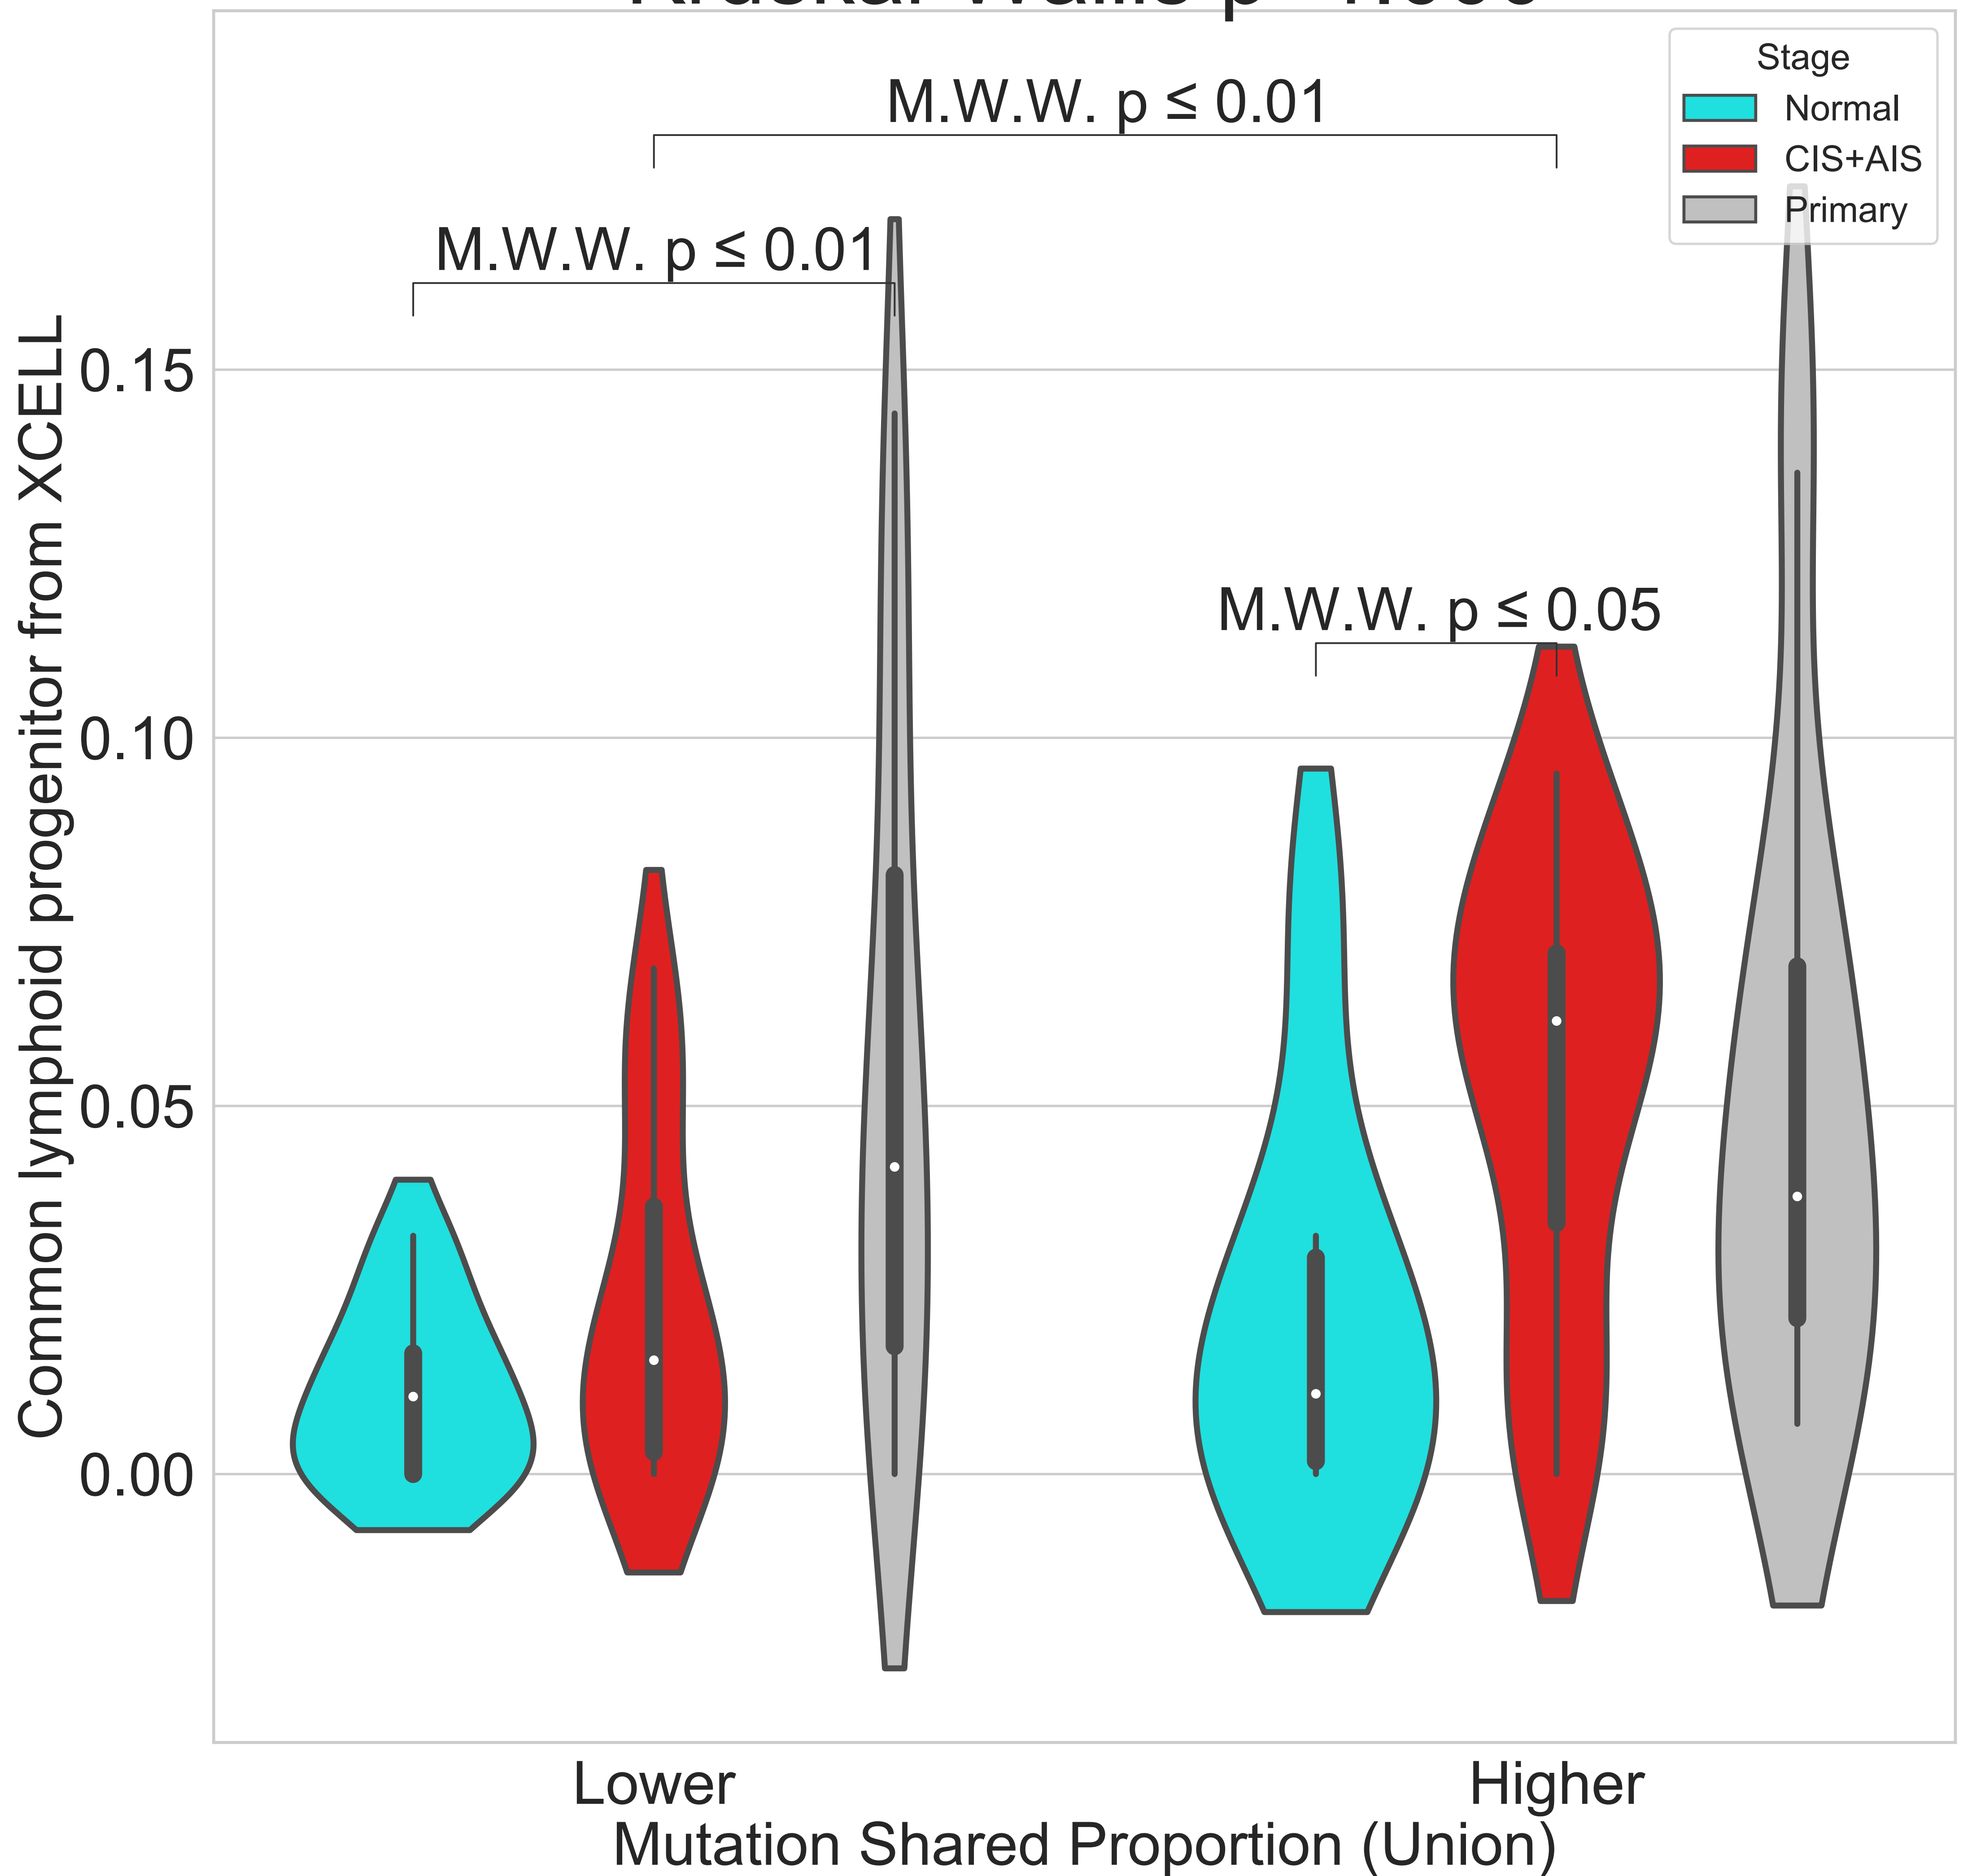 Stage
Normal
CIS+AIS
Primary
M.W.W. p ≤ 0.01
M.W.W. p ≤ 0.01
M.W.W. p ≤ 0.05
Common lymphoid progenitor from XCELL
0.15
0.10
0.05
0.00
Lower
Higher
Mutation Shared Proportion (Union)